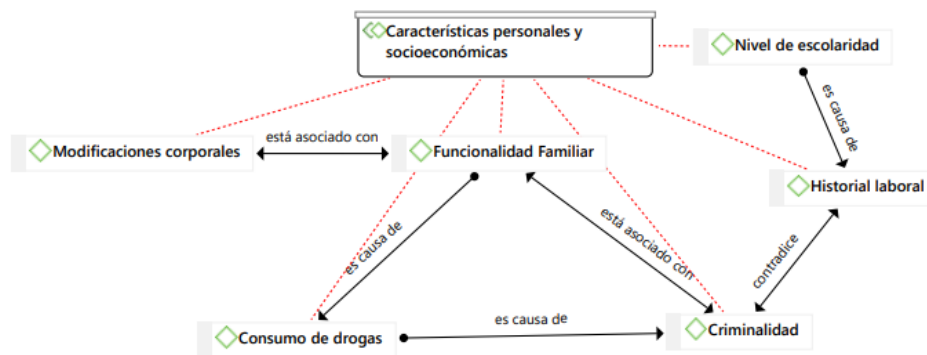 Características personales y
socioeconómicas
Nivel de escolaridad
es causa de
está asociado con
Modificaciones corporales
Funcionalidad Familiar
Historial laboral
es causa de
está asociado con
contradice
es causa de
Consumo de drogas
Criminalidad